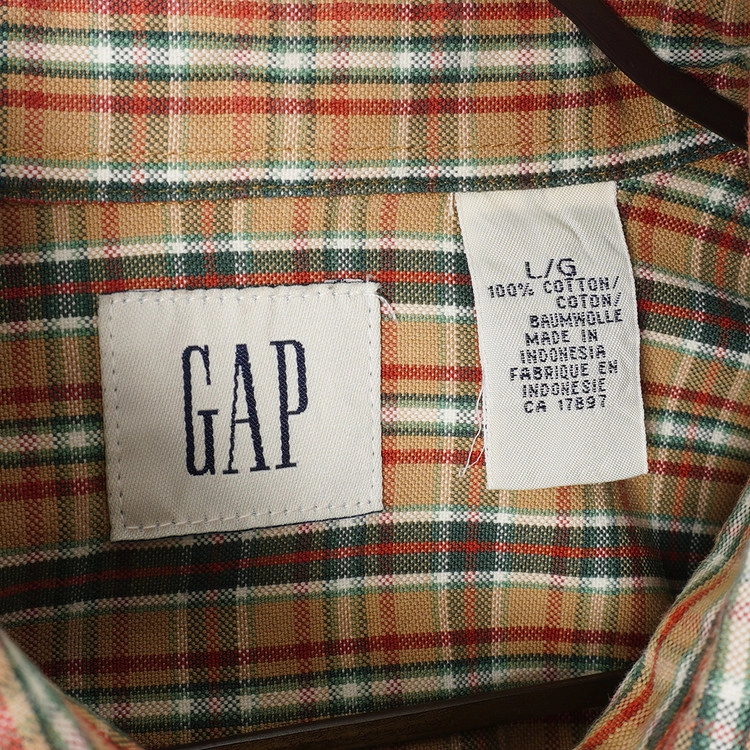 GAP
L/G
100% COTTON/
COTON/
BAUMWOLLE
MADE IN
INDONESIA
FABRIQUE EN
INDONESIE
CA 17897